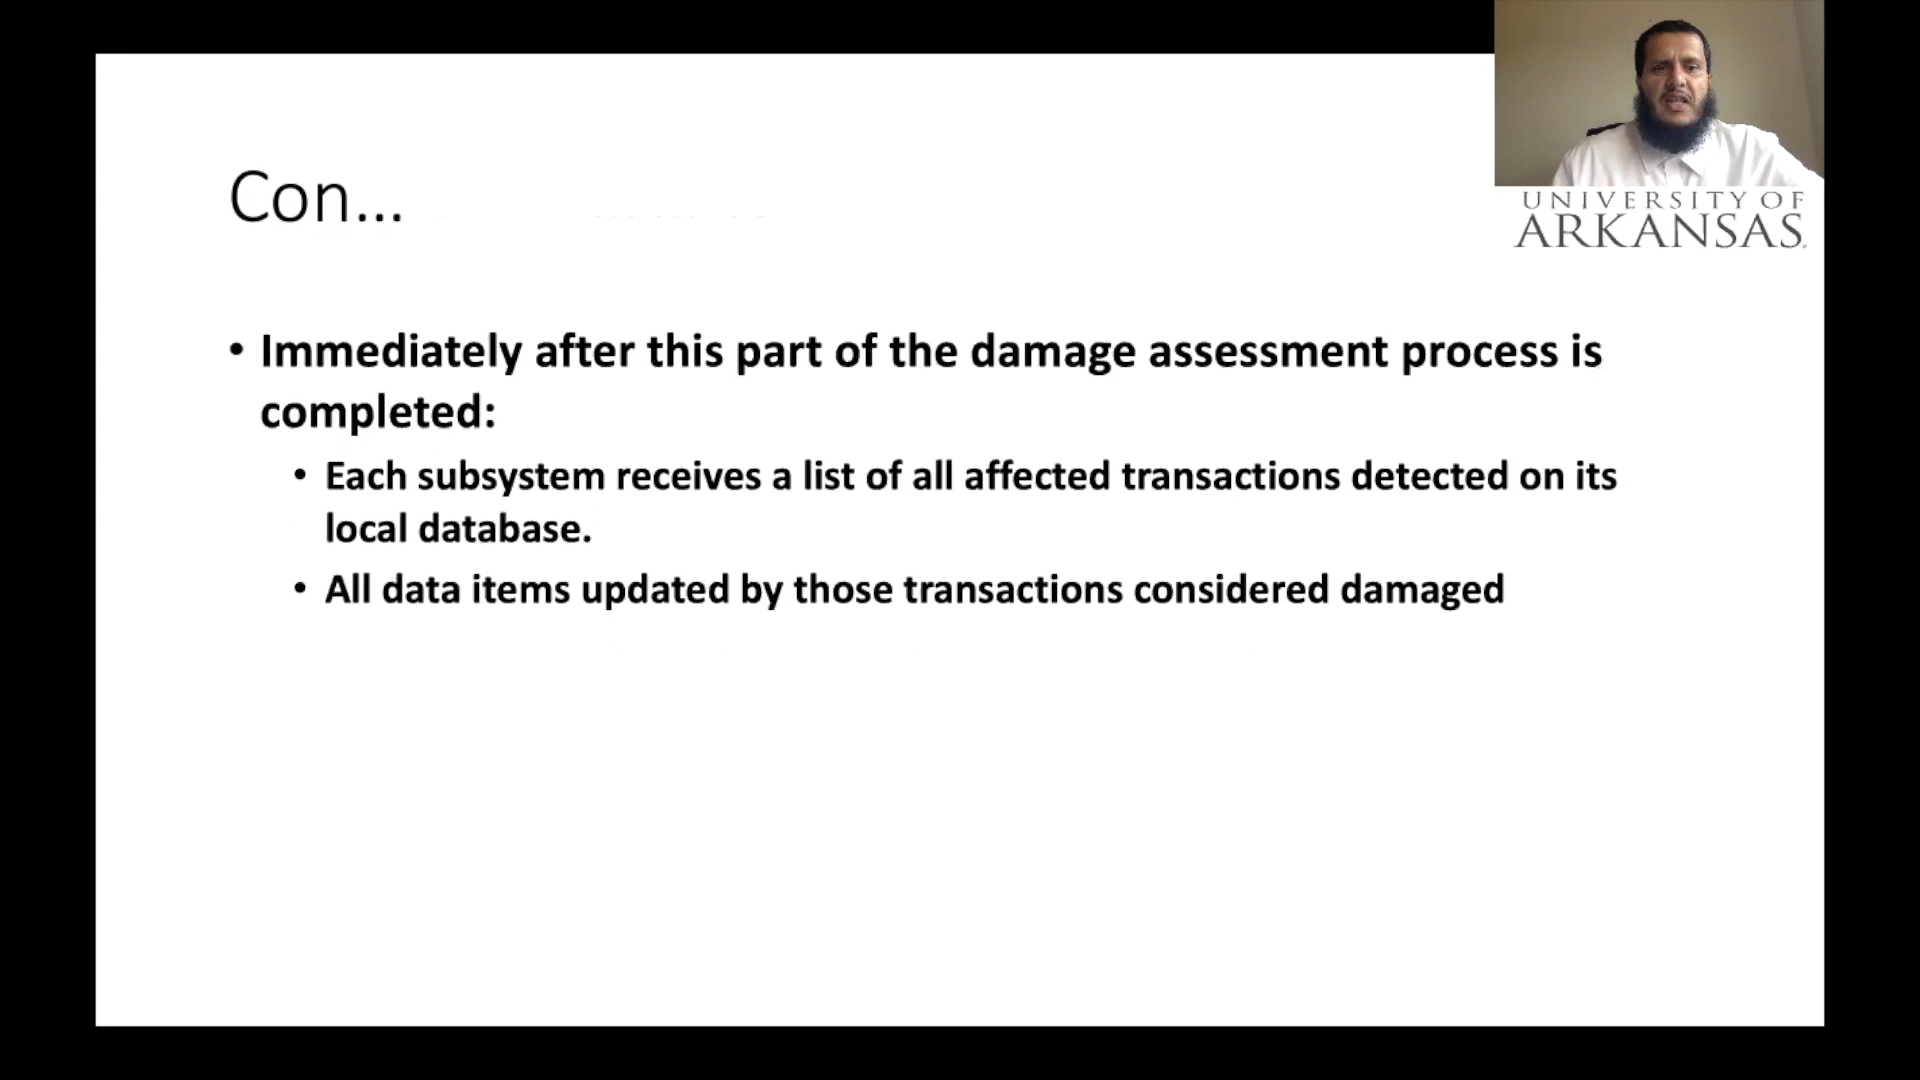 UNIVERSITY OF
ARKANSAS
Con...
• Immediately after this part of the damage assessment process is
completed:
• Each subsystem receives a list of all affected transactions detected on its
local database.
• All data items updated by those transactions considered damaged